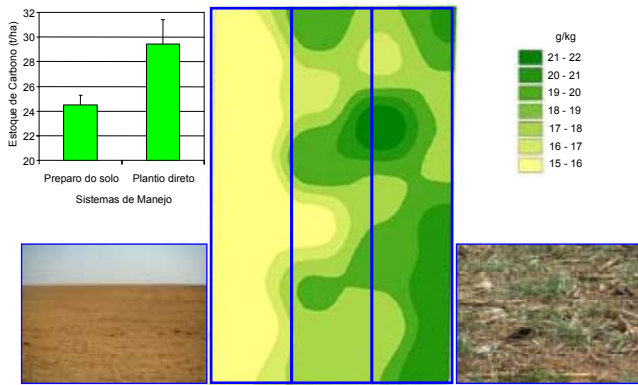 Estoque de Carbono (t/ha)
32
30
28
26
24
22
20
Preparo do solo Plantio direto
Sistemas de Manejo
g/kg
21 - 22
20 - 21
19 - 20
18 - 19
17 - 18
16 - 17
15 - 16